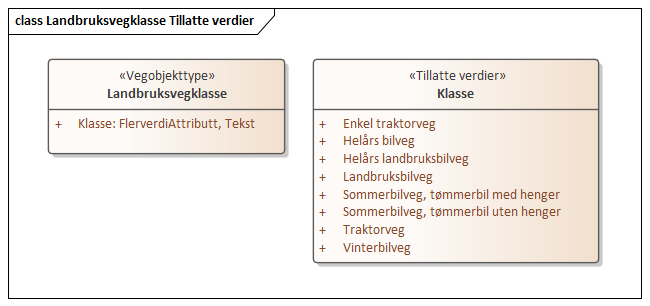 class Landbruksvegklasse Tillatte verdier
«Vegobjekttype»
Landbruksvegklasse
+ Klasse: FlerverdiAttributt, Tekst
«Tillatte verdier»
Klasse
+ Enkel traktorveg
+ Helårs bilveg
+ Helårs landbruksbilveg
+ Landbruksbilveg
+ Sommerbilveg, tømmerbil med henger
+ Sommerbilveg, tømmerbil uten henger
+ Traktorveg
+ Vinterbilveg